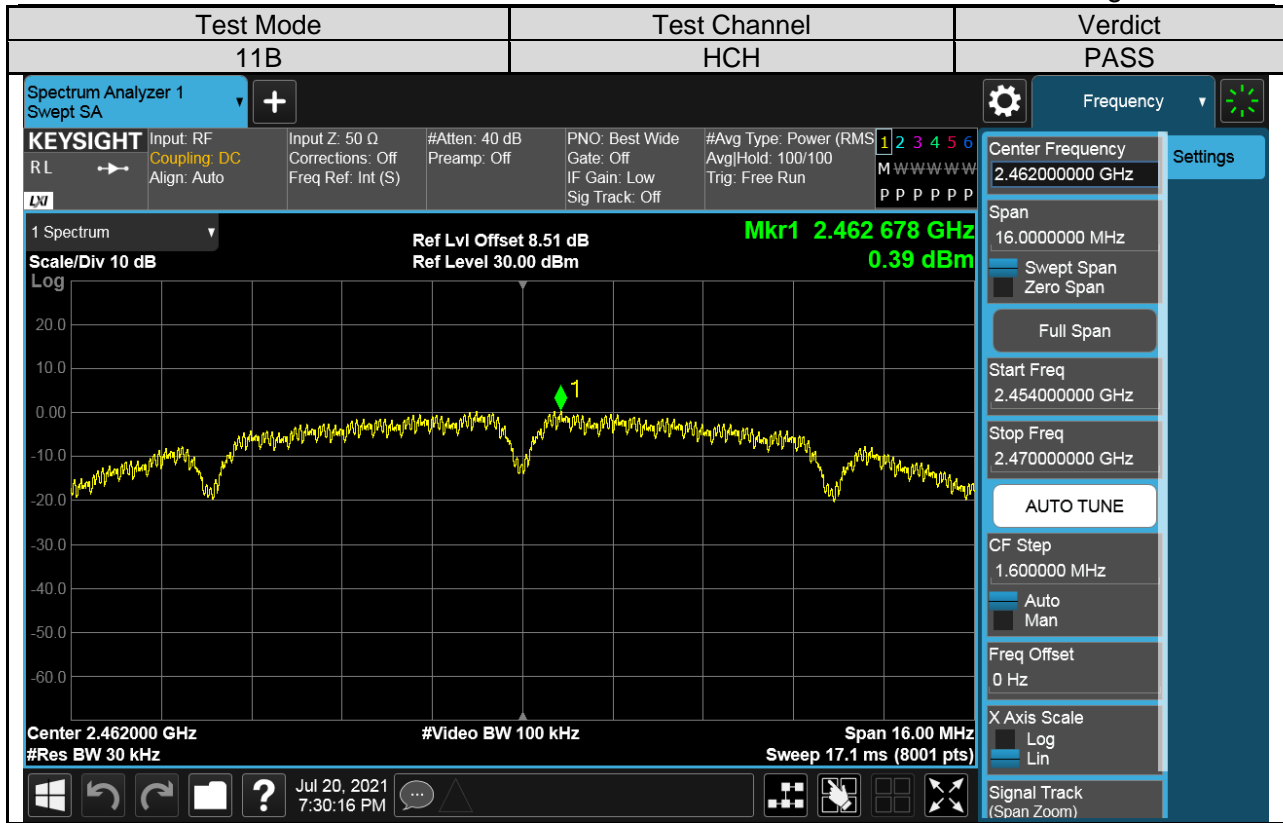 Test Mode Test Channel Verdict
11B HCH PASS
Spectrum Analyzer 1
Swept SA
+
Frequency
KEYSIGHT
R L
LXI
Input: RF
Coupling: DC
Align: Auto
Input Z: 50 Ω
Corrections: Off
Freq Ref: Int (S)
#Atten: 40 dB
Preamp: Off
PNO: Best Wide
Gate: Off
IF Gain: Low
Sig Track: Off
#Avg Type: Power (RMS
Avg|Hold: 100/100
Trig: Free Run
1 2 3 4 5 6
M W W W W W
P P P P P P
1 Spectrum
Scale/Div 10 dB
Ref Lvl Offset 8.51 dB
Ref Level 30.00 dBm
Mkr1 2.462 678 GHz
0.39 dBm
Log
20.0
10.0
0.00
-10.0
-20.0
-30.0
-40.0
-50.0
-60.0
1
Center 2.462000 GHz
#Res BW 30 kHz
#Video BW 100 kHz
Span 16.00 MHz
Sweep 17.1 ms (8001 pts)
Center Frequency
2.462000000 GHz
Settings
Span
16.0000000 MHz
Swept Span
Zero Span
Full Span
Start Freq
2.454000000 GHz
Stop Freq
2.470000000 GHz
AUTO TUNE
CF Step
1.600000 MHz
Auto
Man
Freq Offset
0 Hz
X Axis Scale
Log
Lin
Signal Track
(Span Zoom)
?
Jul 20, 2021
7:30:16 PM